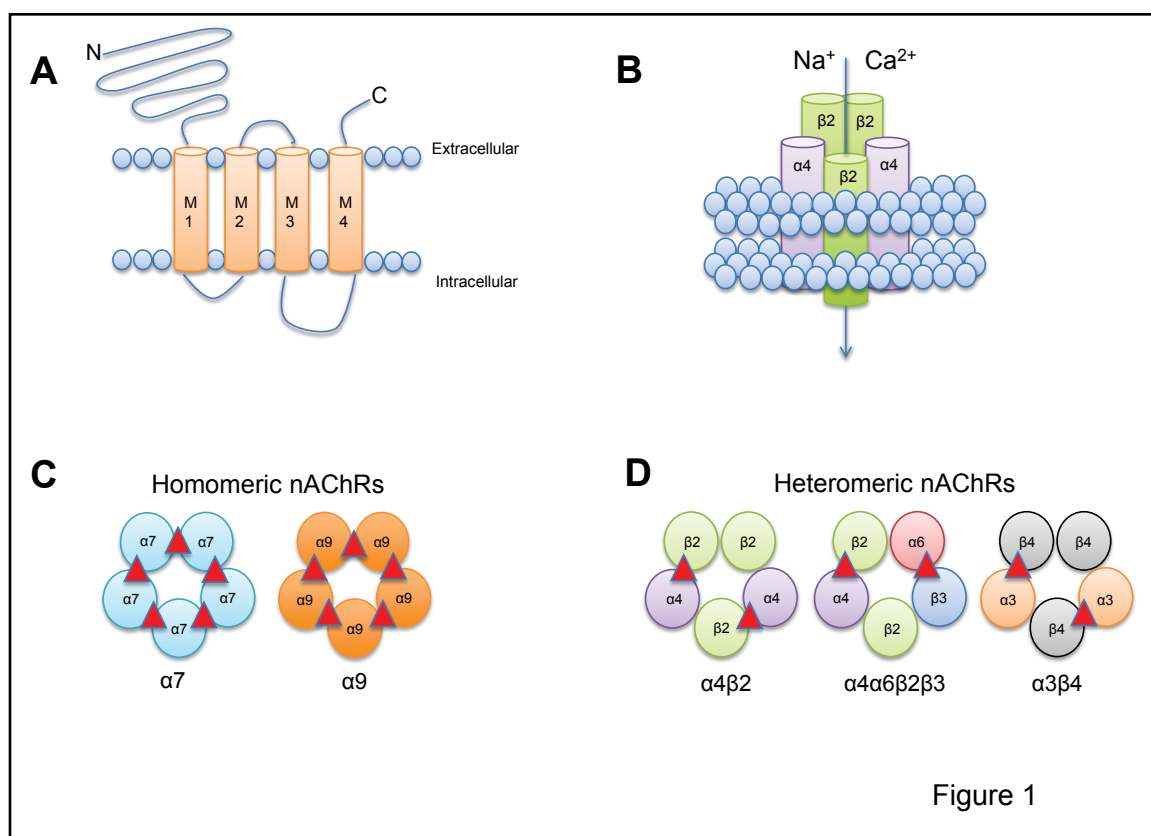 A
N
C
Extracellular
M
1
M
2
M
3
M
4
Intracellular
B
Na⁺ Ca²⁺
β2 β2
α4 α4
β2
C
Homomeric nAChRs
α7 α7
α7 α7
α7
α7
α9 α9
α9 α9
α9
α9
D
Heteromeric nAChRs
β2 β2
α4 α4
β2
α4β2
β2 α6
α4 β3
β2
α4α6β2β3
β4 β4
α3 α3
β4
α3β4
Figure 1